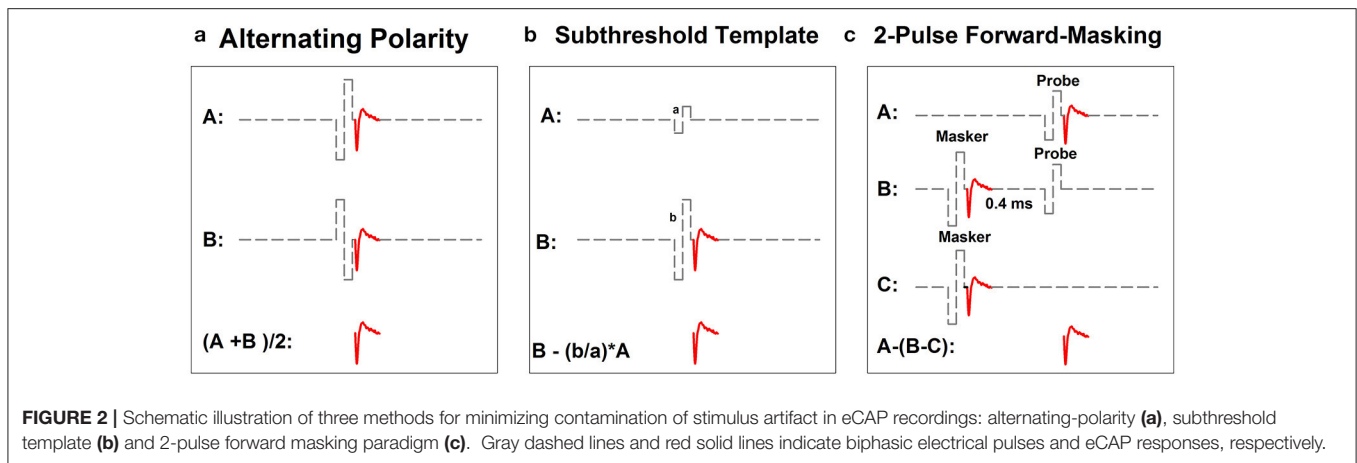 a Alternating Polarity
A:
B:
(A +B )/2:
b Subthreshold Template
A:
a
b
B:
B - (b/a)*A
c 2-Pulse Forward-Masking
Probe
A:
Masker
Probe
B:
0.4 ms
Masker
C:
A-(B-C):
FIGURE 2 | Schematic illustration of three methods for minimizing contamination of stimulus artifact in eCAP recordings: alternating-polarity (a), subthreshold
template (b) and 2-pulse forward masking paradigm (c). Gray dashed lines and red solid lines indicate biphasic electrical pulses and eCAP responses, respectively.